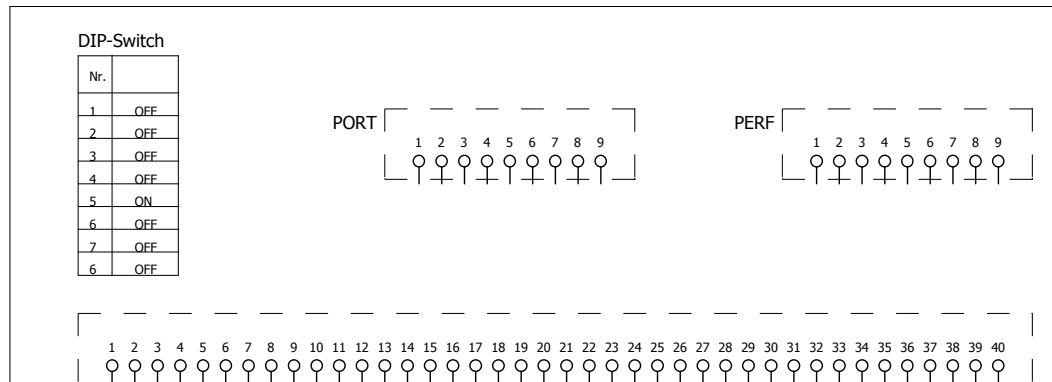 DIP-Switch
Nr.
1 OFF
2 OFF
3 OFF
4 OFF
5 ON
6 OFF
7 OFF
6 OFF
PORT
1 2 3 4 5 6 7 8 9
PERF
1 2 3 4 5 6 7 8 9
1 2 3 4 5 6 7 8 9 10 11 12 13 14 15 16 17 18 19 20 21 22 23 24 25 26 27 28 29 30 31 32 33 34 35 36 37 38 39 40